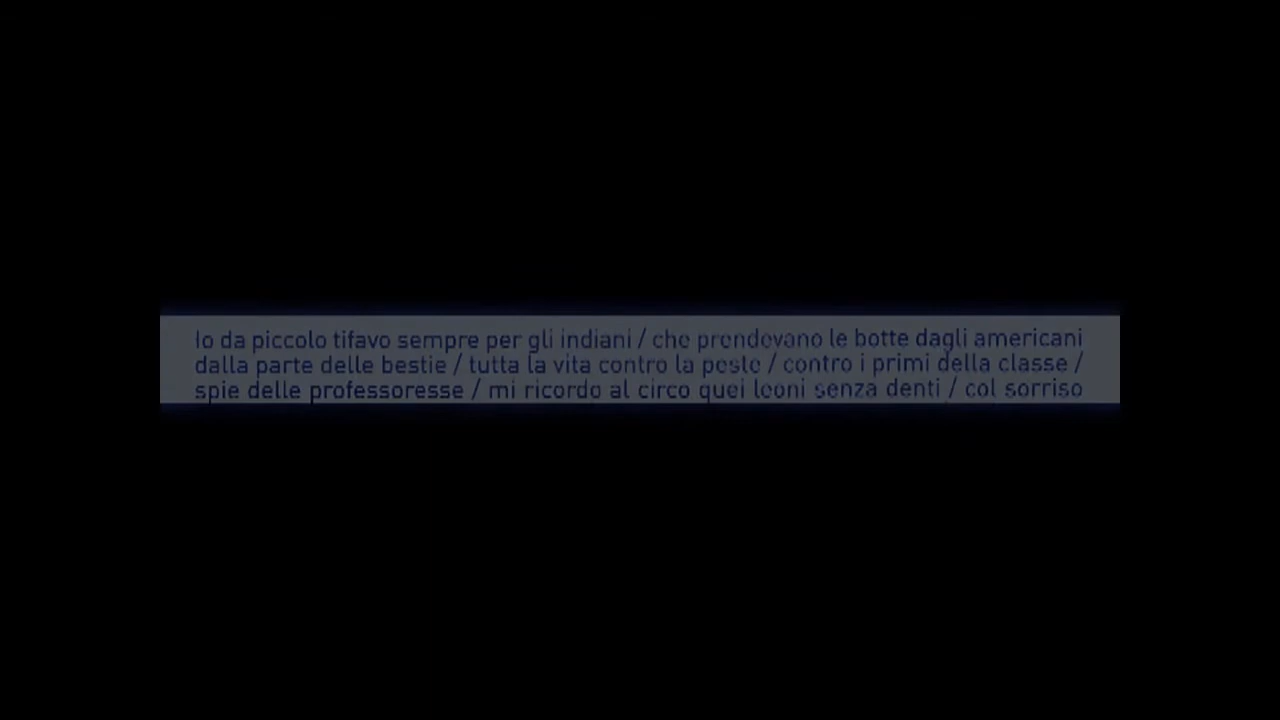 Io da piccolo tifavo sempre per gli indiani / che prendevano le botte dagli americani
dalla parte delle bestie / tutta la vita contro la peste / contro i primi della classe /
spie delle professoresse / mi ricordo al circo quei leoni senza denti / col sorriso